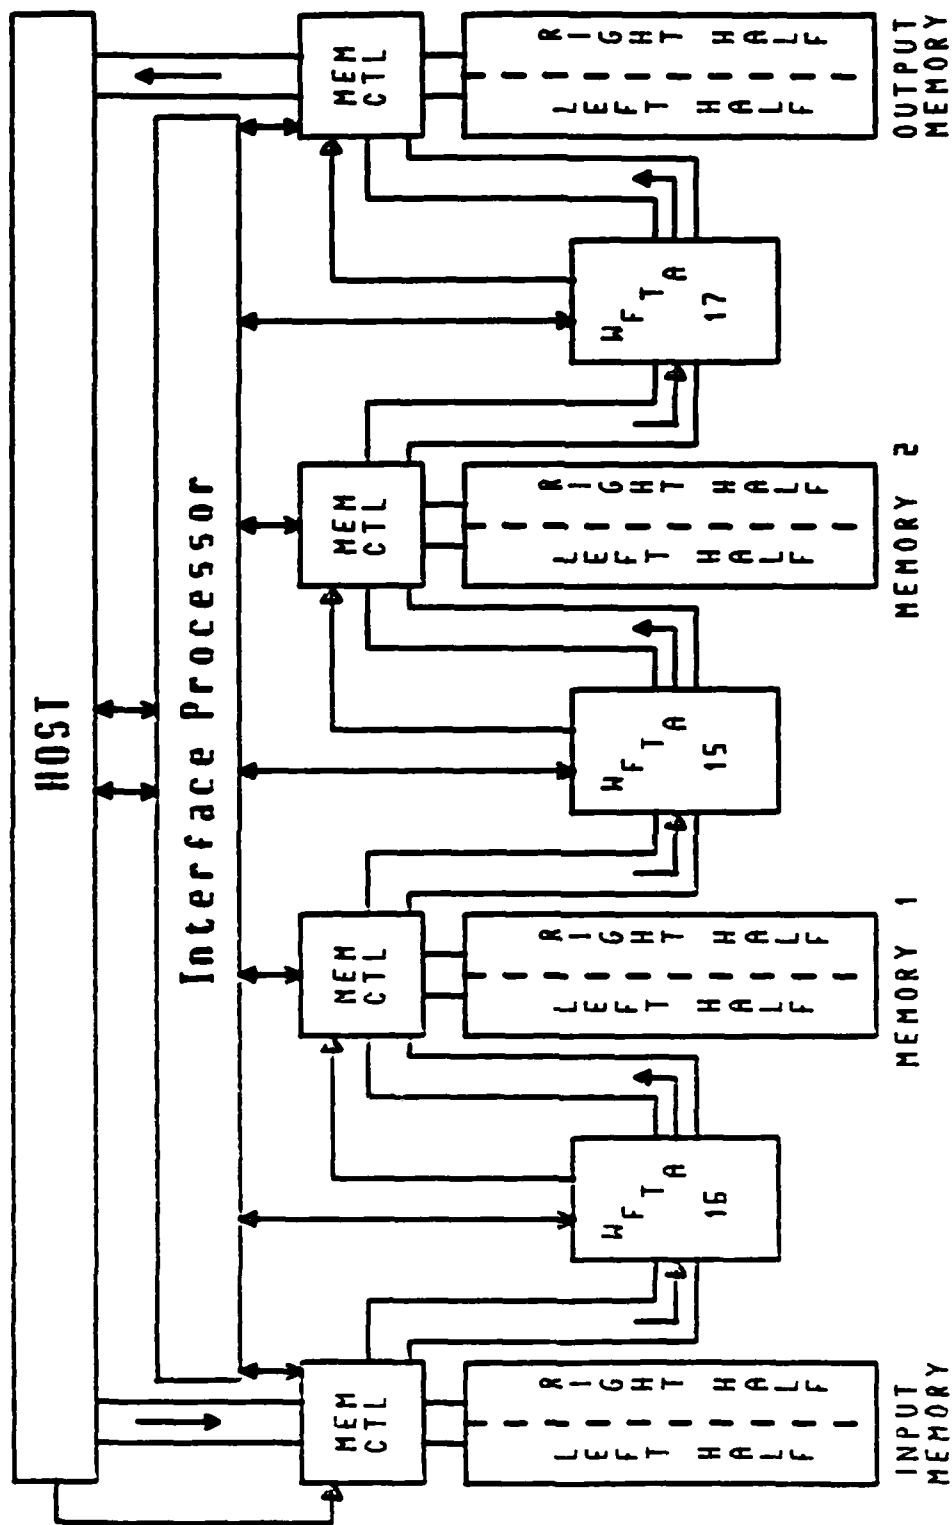 HOST
Interface Processor
MEM
CTL
MEM
CTL
MEM
CTL
MEM
CTL
WFTA
16
WFTA
15
WFTA
17
LEFT HALF
RIGHT HALF
LEFT HALF
RIGHT HALF
LEFT HALF
RIGHT HALF
LEFT HALF
RIGHT HALF
INPUT
MEMORY
MEMORY 1
MEMORY 2
OUTPUT
MEMORY